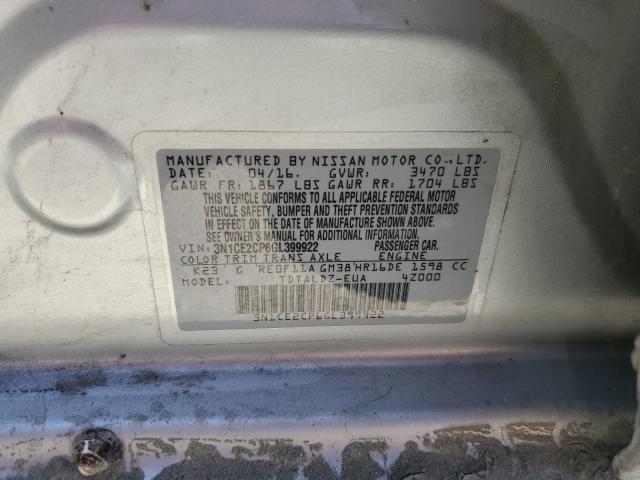 MANUFACTURED BY NISSAN MOTOR CO., LTD.
DATE: 04/16. GVWR: 3470 LBS
GAWR FR: 1867 LBS GAWR RR: 1704 LBS
THIS VEHICLE CONFORMS TO ALL APPLICABLE FEDERAL MOTOR
VEHICLE SAFETY, BUMPER AND THEFT PREVENTION STANDARDS
IN EFFECT ON THE DATE OF MANUFACTURE SHOWN ABOVE.
SEE OWNER'S MANUAL FOR ADDITIONAL INFORMATION.
VIN: 3N1CE2CP6GL399922 PASSENGER CAR.
COLOR TRIM TRANS AXLE ENGINE
K23 G RE0F11A GM38 HR16DE 1598 CC
MODEL: TDTALDZ-EUA 4Z000
3N1CE2CP6GL399922